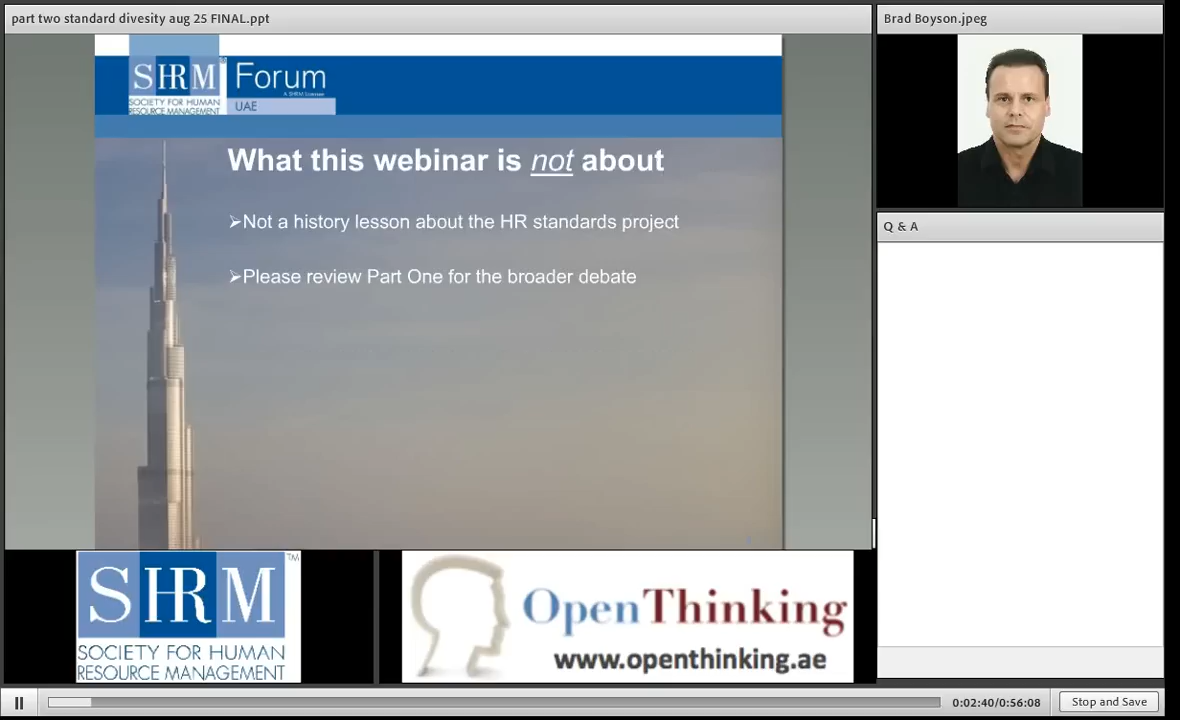 part two standard divesity aug 25 FINAL.ppt
Brad Boyson.jpeg
SHRM
Forum
SOCIETY FOR HUMAN
RESOURCE MANAGEMENT
UAE
What this webinar is not about
➢Not a history lesson about the HR standards project
➢Please review Part One for the broader debate
Q & A
SHRM™
SOCIETY FOR HUMAN
RESOURCE MANAGEMENT
OpenThinking
www.openthinking.ae
0:02:40/0:56:08
Stop and Save